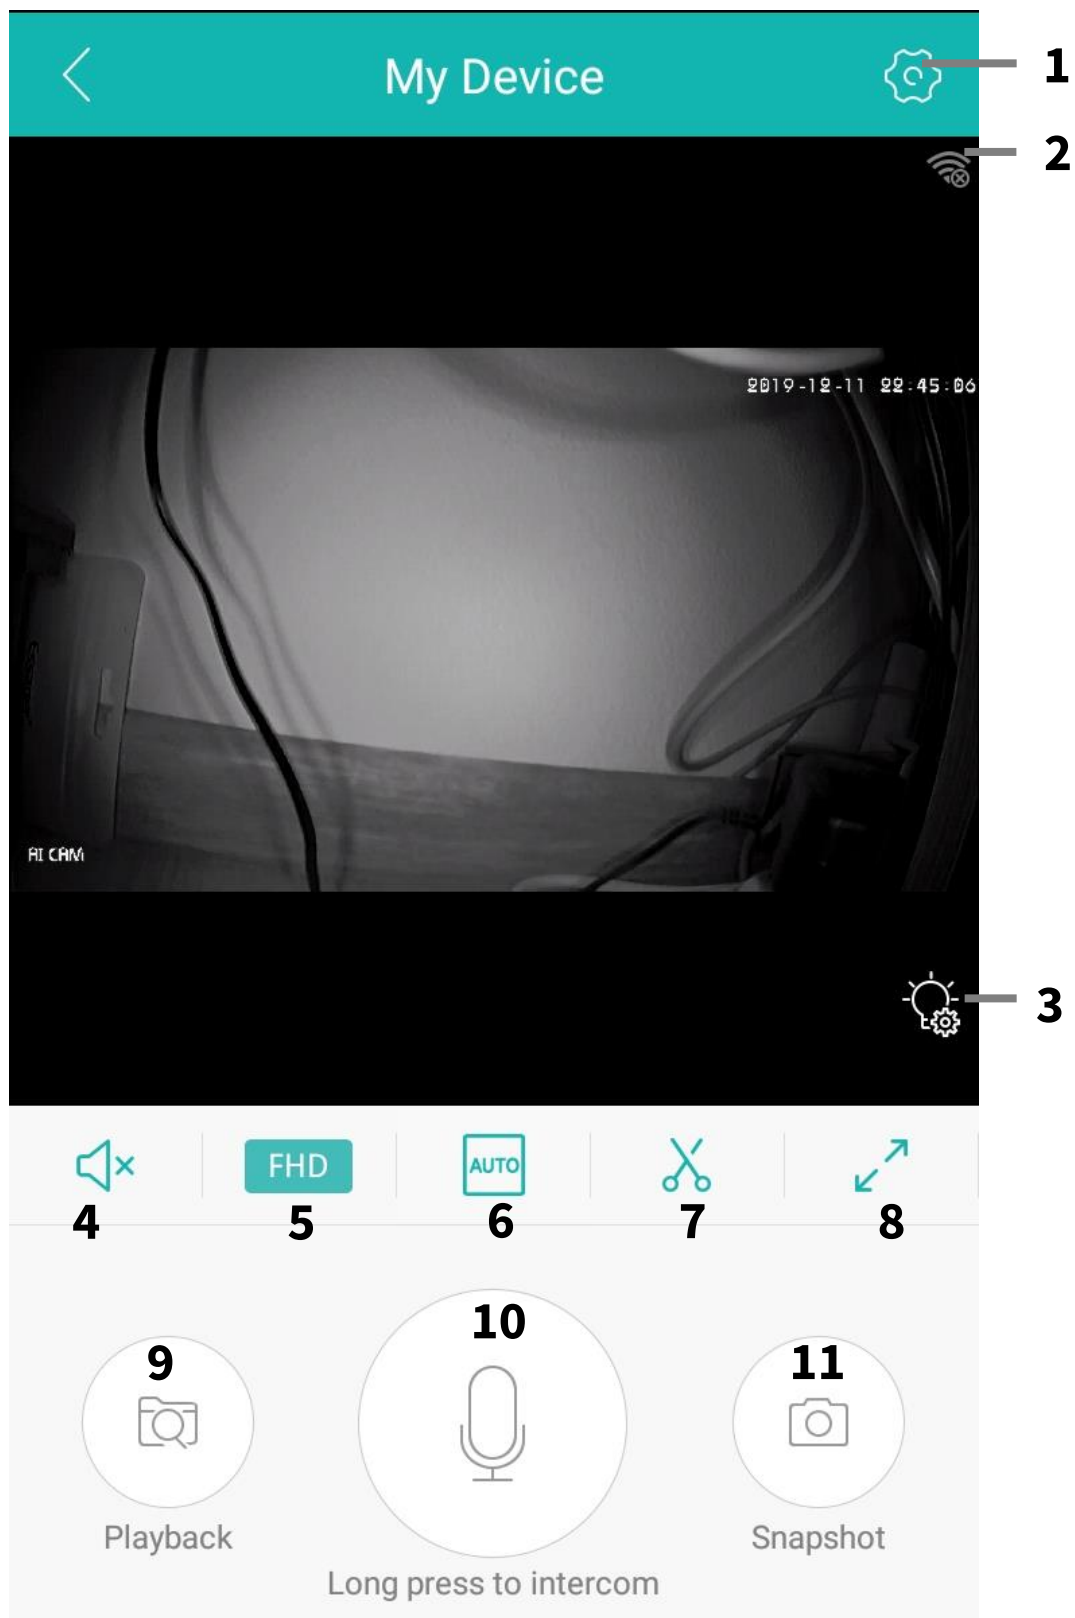 My Device
1
2
2019-12-11 22:45:06
AI CAM
3
FHD
AUTO
4
5
6
7
8
9
10
11
Playback
Snapshot
Long press to intercom